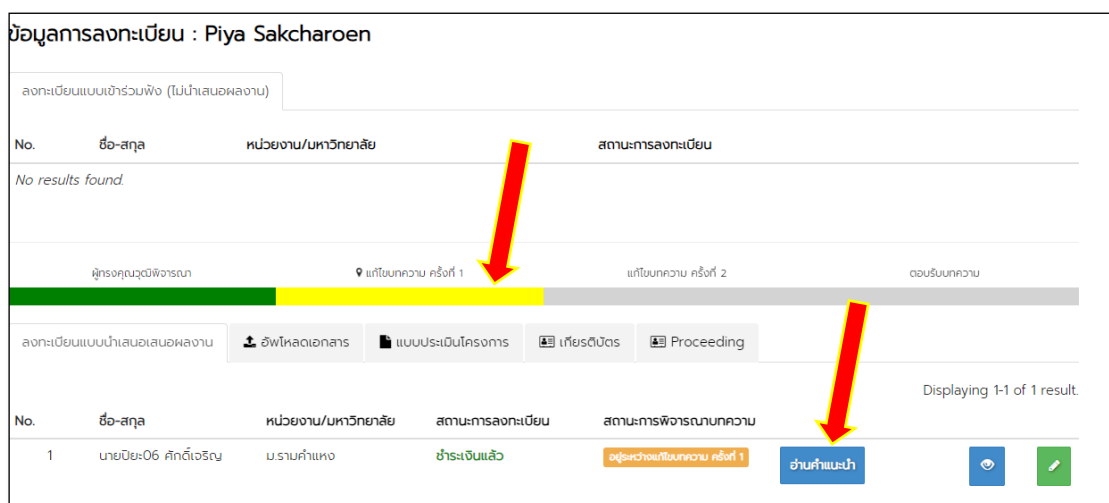 ข้อมูลการลงทะเบียน : Piya Sakcharoen
ลงทะเบียนแบบเข้าร่วมฟัง (ไม่นำเสนอผลงาน)
No. ชื่อ-สกุล หน่วยงาน/มหาวิทยาลัย สถานะการลงทะเบียน
No results found.
ผู้ทรงคุณวุฒิพิจารณา แก้ไขบทความ ครั้งที่ 1 แก้ไขบทความ ครั้งที่ 2 ตอบรับบทความ
ลงทะเบียนแบบนำเสนอเสนอผลงาน อัพโหลดเอกสาร แบบประเมินโครงการ เกียรติบัตร Proceeding
Displaying 1-1 of 1 result.
No. ชื่อ-สกุล หน่วยงาน/มหาวิทยาลัย สถานะการลงทะเบียน สถานะการพิจารณาบทความ
1 นายปิยะ06 ศักดิ์เจริญ ม.รามคำแหง ชำระเงินแล้ว อยู่ระหว่างแก้ไขบทความ ครั้งที่ 1 อ่านคำแนะนำ